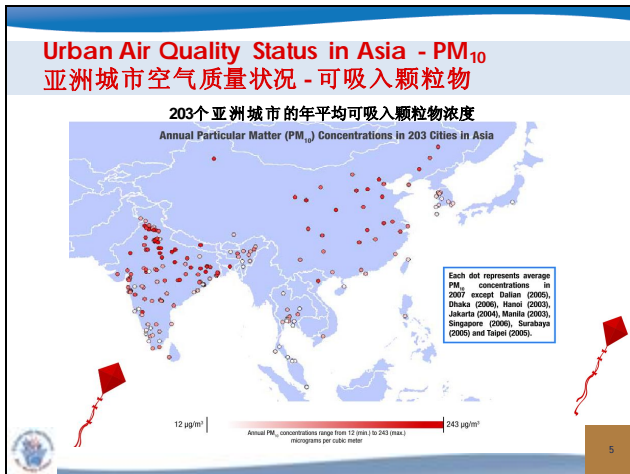 Urban Air Quality Status in Asia - PM10
亚洲城市空气质量状况 - 可吸入颗粒物
203个亚洲城市的年平均可吸入颗粒物浓度
Annual Particular Matter (PM10) Concentrations in 203 Cities in Asia
Each dot represents average
PM10 concentrations in
2007 except Dalian (2005),
Dhaka (2006), Hanoi (2003),
Jakarta (2004), Manila (2003),
Singapore (2006), Surabaya
(2005) and Taipei (2005).
12 µg/m3
243 µg/m3
Annual PM10 concentrations range from 12 (min.) to 243 (max.)
micrograms per cubic meter
5